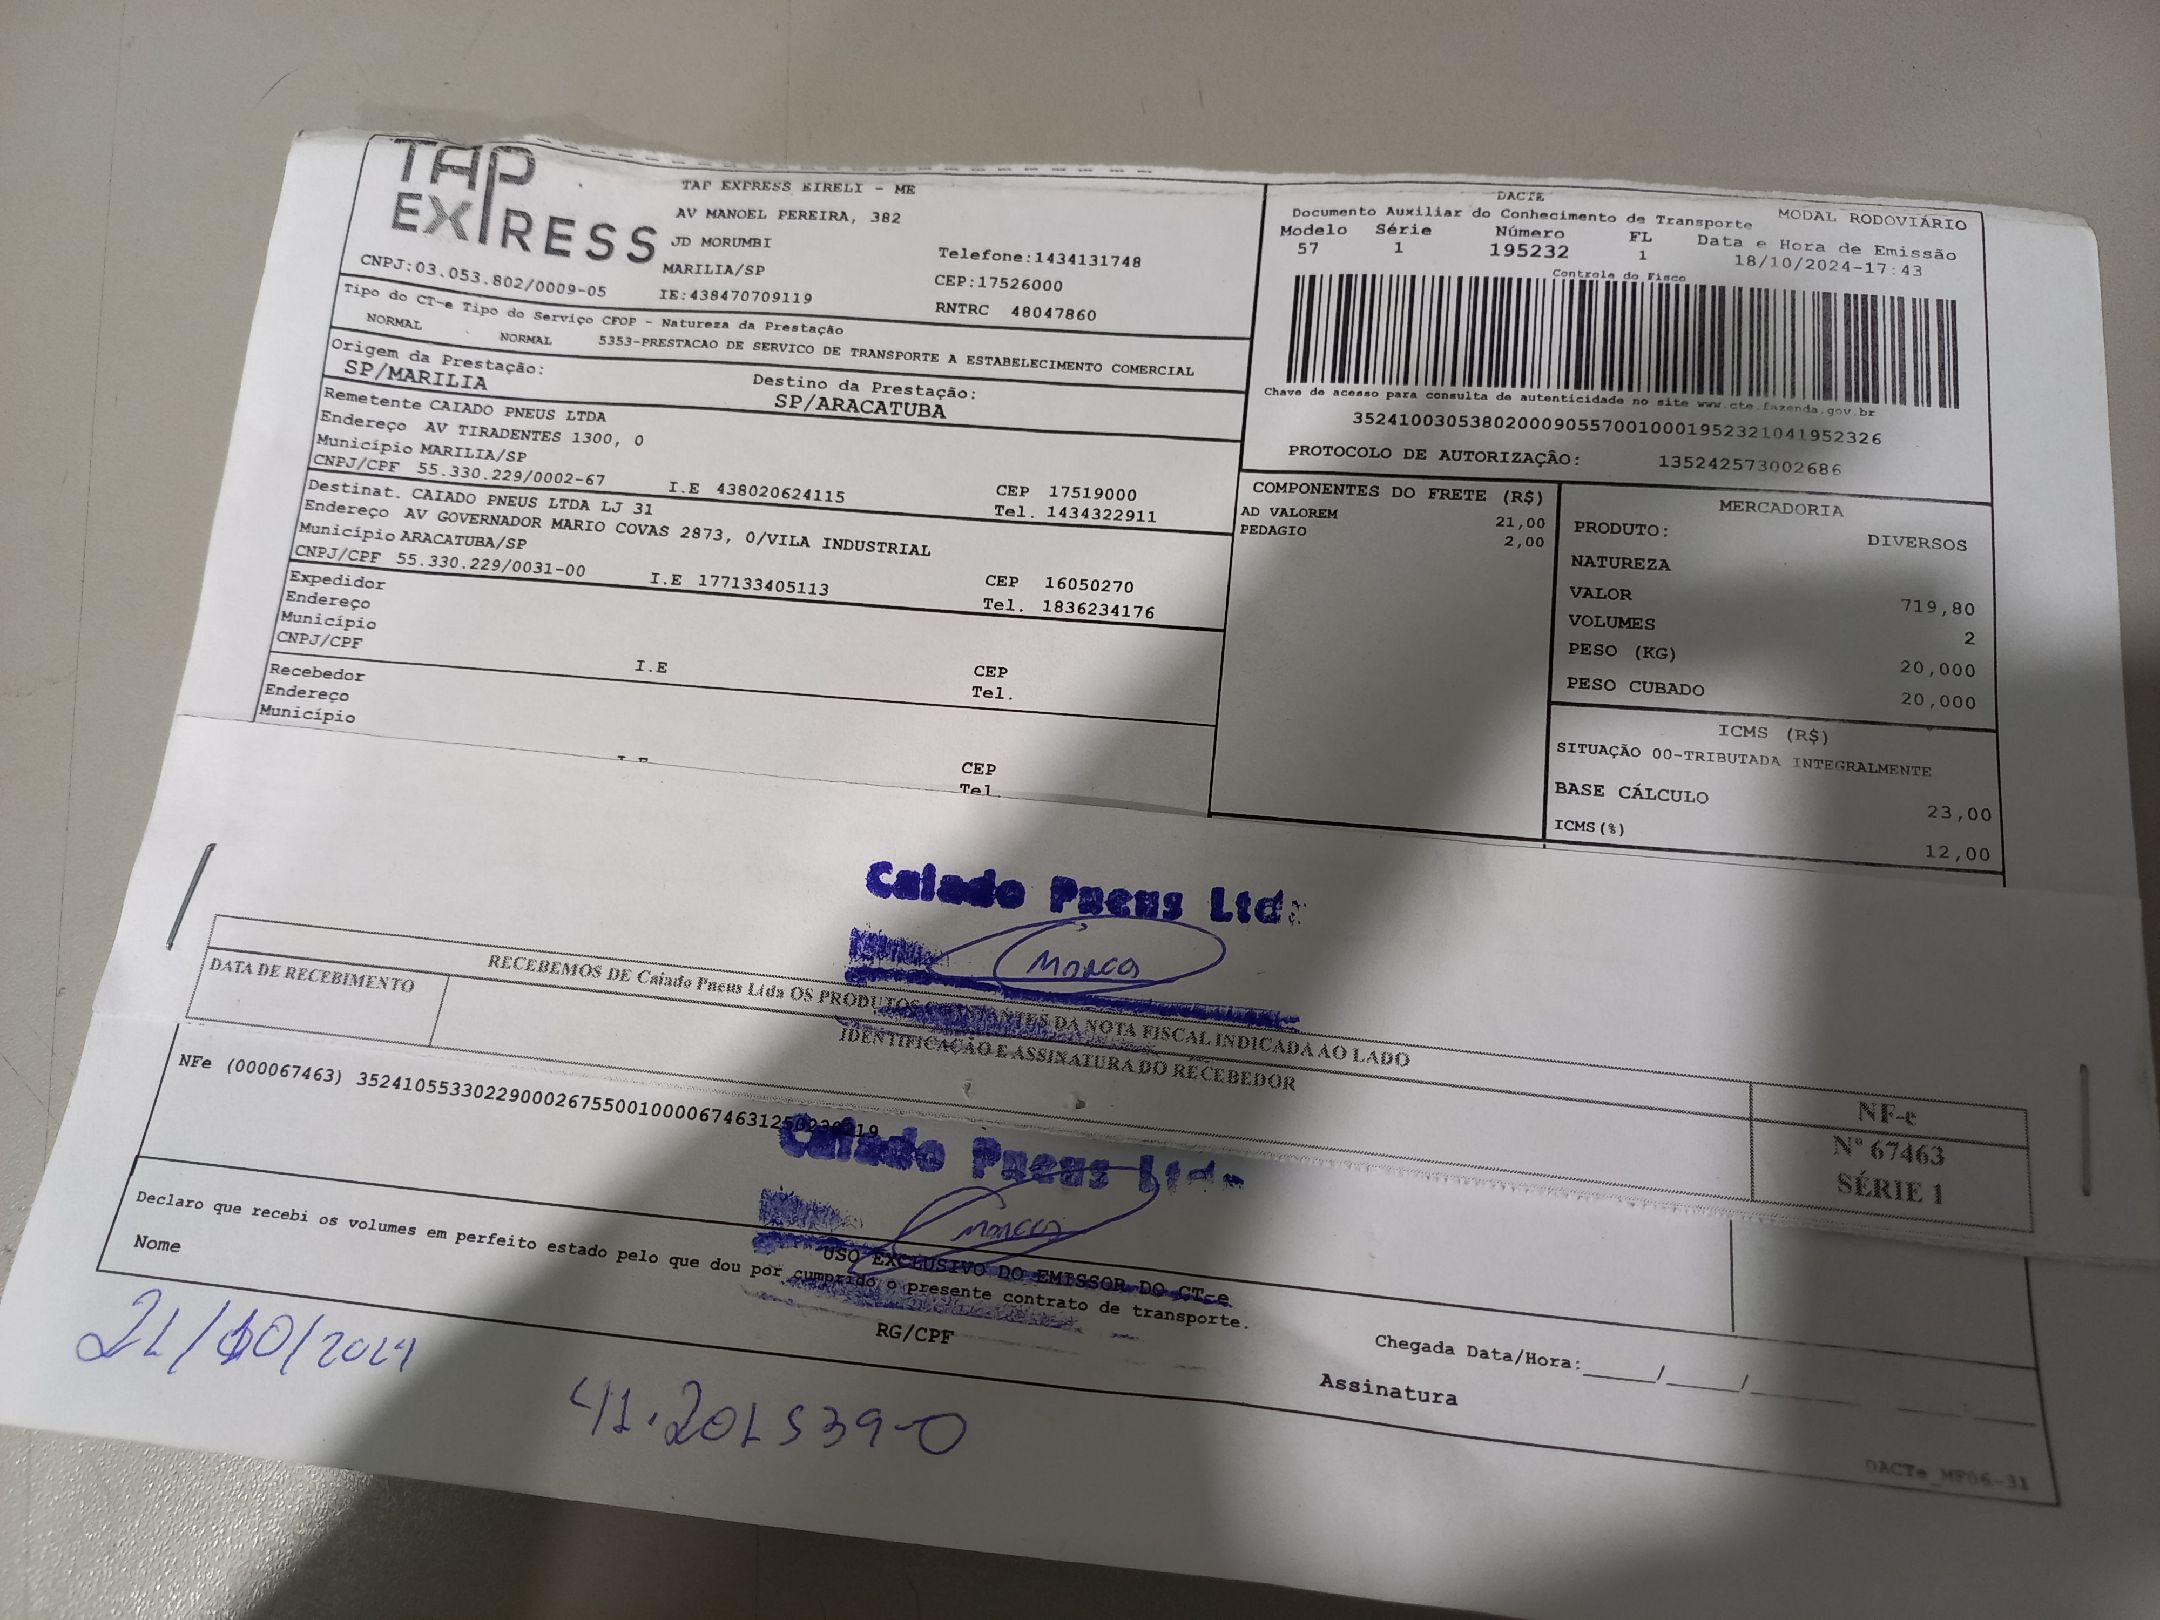 TAP
EXPRESS
TAP EXPRESS EIRELI - ME
AV MANOEL PEREIRA, 382
JD MORUMBI
Telefone:1434131748
MARILIA/SP
CEP:17526000
CNPJ:03.053.802/0009-05
IE:438470709119
RNTRC 48047860
Tipo do CT-e Tipo do Serviço CFOP - Natureza da Prestação
NORMAL NORMAL 5353-PRESTACAO DE SERVICO DE TRANSPORTE A ESTABELECIMENTO COMERCIAL
Origem da Prestação: Destino da Prestação:
SP/MARILIA SP/ARACATUBA
Remetente CAIADO PNEUS LTDA
Endereço AV TIRADENTES 1300, 0
Município MARILIA/SP CEP 17519000
CNPJ/CPF 55.330.229/0002-67 I.E 438020624115 Tel. 1434322911
Destinat. CAIADO PNEUS LTDA LJ 31
Endereço AV GOVERNADOR MARIO COVAS 2873, 0/VILA INDUSTRIAL
Município ARACATUBA/SP CEP 16050270
CNPJ/CPF 55.330.229/0031-00 I.E 177133405113 Tel. 1836234176
Expedidor
Endereço
Município CEP
CNPJ/CPF I.E Tel.
Recebedor
Endereço
Município CEP
Tel.
DACTE
Documento Auxiliar do Conhecimento de Transporte MODAL RODOVIÁRIO
Modelo Série Número FL Data e Hora de Emissão
57 1 195232 1 18/10/2024-17:43
Controle do Fisco
Chave de acesso para consulta de autenticidade no site www.cte.fazenda.gov.br
35241003053802000905570010001952321041952326
PROTOCOLO DE AUTORIZAÇÃO: 135242573002686
COMPONENTES DO FRETE (R$)
AD VALOREM 21,00
PEDAGIO 2,00
MERCADORIA
PRODUTO: DIVERSOS
NATUREZA
VALOR 719,80
VOLUMES 2
PESO (KG) 20,000
PESO CUBADO 20,000
ICMS (R$)
SITUAÇÃO 00-TRIBUTADA INTEGRALMENTE
BASE CÁLCULO 23,00
ICMS(%) 12,00
Caiado Pneus Ltda
Marcos
RECEBEMOS DE Caiado Pneus Ltda OS PRODUTOS CONSTANTES DA NOTA FISCAL INDICADA AO LADO
DATA DE RECEBIMENTO
IDENTIFICAÇÃO E ASSINATURA DO RECEBEDOR
NF-e
Nº 67463
SÉRIE 1
NFe (000067463)
Caiado Pneus Ltda
Marcos
USO EXCLUSIVO DO EMISSOR DO CT-e
Declaro que recebi os volumes em perfeito estado pelo que dou por cumprido o presente contrato de transporte.
Nome RG/CPF
Chegada Data/Hora:_____/_____/
Assinatura
DACTe_MF06-31
21/10/2024
41.201539-0